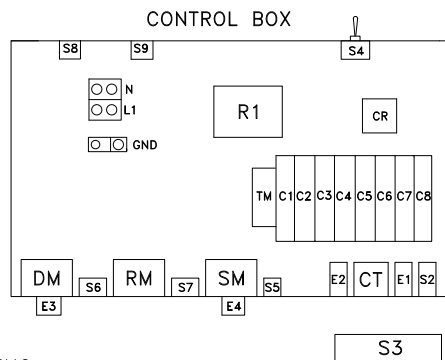 CONTROL BOX
S8 S9 S4
N
L1
R1 CR
GND
TM C1 C2 C3 C4 C5 C6 C7 C8
DM S6 RM S7 SM S5 E2 CT E1 S2
E3 E4
S3